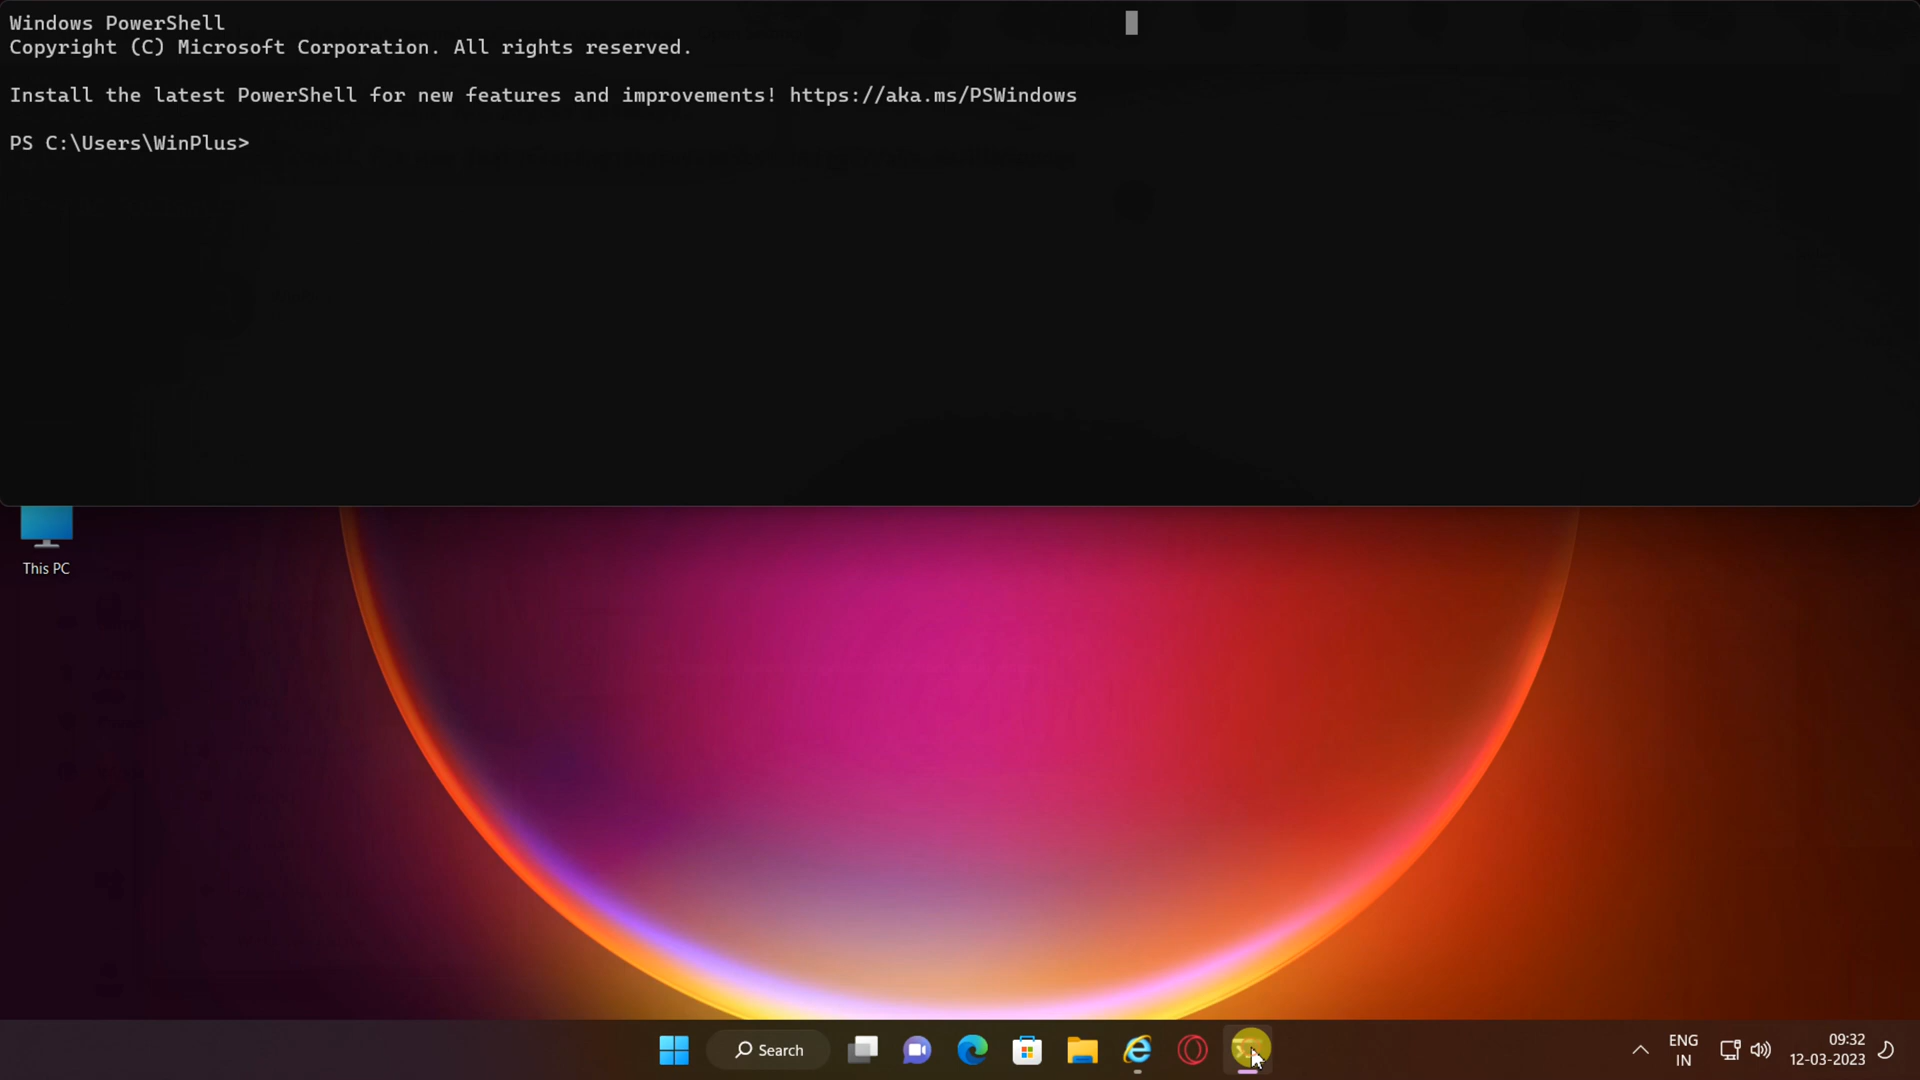 Windows PowerShell
Copyright (C) Microsoft Corporation. All rights reserved.
Install the latest PowerShell for new features and improvements! https://aka.ms/PSWindows
PS C:\Users\WinPlus>
This PC
Search
ENG
IN
09:32
12-03-2023